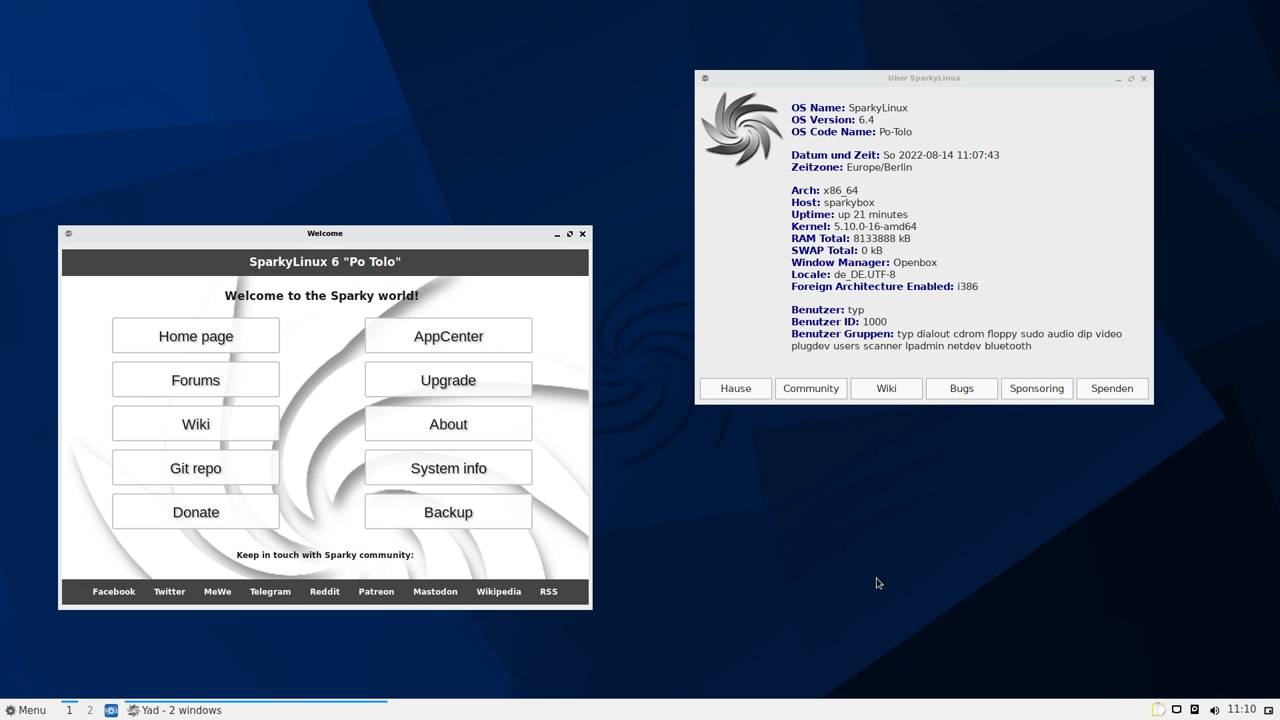 Welcome
SparkyLinux 6 "Po Tolo"
Welcome to the Sparky world!
Home page
AppCenter
Forums
Upgrade
Wiki
About
Git repo
System info
Donate
Backup
Keep in touch with Sparky community:
Facebook Twitter MeWe Telegram Reddit Patreon Mastodon Wikipedia RSS
Uber SparkyLinux
OS Name: SparkyLinux
OS Version: 6.4
OS Code Name: Po-Tolo
Datum und Zeit: So 2022-08-14 11:07:43
Zeitzone: Europe/Berlin
Arch: x86_64
Host: sparkybox
Uptime: up 21 minutes
Kernel: 5.10.0-16-amd64
RAM Total: 8133888 kB
SWAP Total: 0 kB
Window Manager: Openbox
Locale: de_DE.UTF-8
Foreign Architecture Enabled: i386
Benutzer: typ
Benutzer ID: 1000
Benutzer Gruppen: typ dialout cdrom floppy sudo audio dip video
plugdev users scanner lpadmin netdev bluetooth
Hause Community Wiki Bugs Sponsoring Spenden
Menu 1 2 Yad - 2 windows 11:10